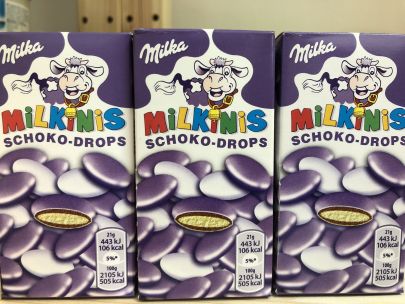 Milka
MiLKiNiS
SCHOKO-DROPS
21g
443 kJ
106 kcal
5%*
100g
2105 kJ
505 kcal
Milka
MiLKiNiS
SCHOKO-DROPS
21g
443 kJ
106 kcal
5%*
100g
2105 kJ
505 kcal
Milka
MiLKiNiS
SCHOKO-DROPS
21g
443 kJ
106 kcal
5%*
100g
2105 kJ
505 kcal